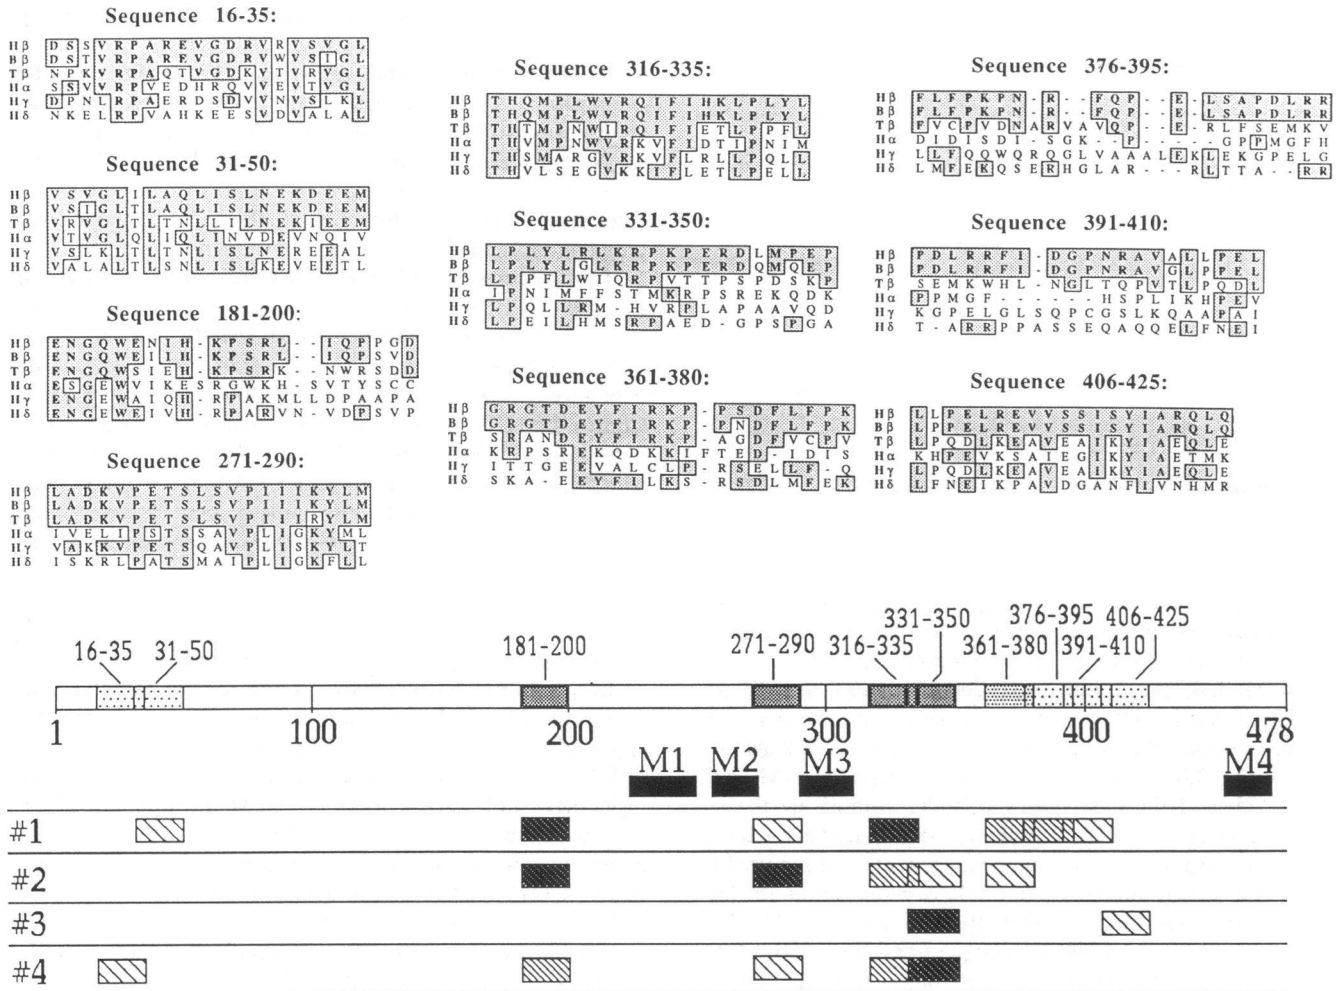 Sequence 16-35:
Hβ D S S V R P A R E V G D R V R V S V G L
Bβ D S T V R P A R E V G D R V W V S I G L
Tβ N P K V R P A Q T V G D K V T V R V G L
Hα S S V V R P V E D H R Q V V E V T V G L
Hγ D P N L R P A E R D S D V V N V S L K L
Hδ N K E L R P V A H K E E S V D V A L A L
Sequence 31-50:
Hβ V S V G L I L A Q L I S L N E K D E E M
Bβ V S I G L T L A Q L I S L N E K D E E M
Tβ V R V G L T L T N L L I L N E K I E E M
Hα V T V G L Q L I Q L I N V D E V N Q I V
Hγ V S L K L T L T N L I S L N E R E E A L
Hδ V A L A L T L S N L I S L K E V E E T L
Sequence 181-200:
Hβ E N G Q W E N I H - K P S R L - - I Q P P G D
Bβ E N G Q W E I I H - K P S R L - - I Q P S V D
Tβ E N G Q W S I E H - K P S R K - - N W R S D D
Hα E S G E W V I K E S R G W K H - S V T Y S C C
Hγ E N G E W A I Q H - R P A K M L L D P A A P A
Hδ E N G E W E I V H - R P A R V N - V D P S V P
Sequence 271-290:
Hβ L A D K V P E T S L S V P I I I K Y L M
Bβ L A D K V P E T S L S V P I I I K Y L M
Tβ L A D K V P E T S L S V P I I I R Y L M
Hα I V E L I P S T S S A V P L I G K Y M L
Hγ V A K K V P E T S Q A V P L I S K Y L T
Hδ I S K R L P A T S M A I P L I G K F L L
Sequence 316-335:
Hβ T H Q M P L W V R Q I F I H K L P L Y L
Bβ T H Q M P L W V R Q I F I H K L P L Y L
Tβ T H T M P N W I R Q I F I E T L P P F L
Hα T H V M P N W V R K V F I D T I P N I M
Hγ T H S M A R G V R K V F L R L L P Q L L
Hδ T H V L S E G V K K I F L E T L P E L L
Sequence 331-350:
Hβ L P L Y L R L K R P K P E R D L M P E P
Bβ L P L Y L G L K R P K P E R D Q M Q E P
Tβ L P P F L W I Q R P V T T P S P D S K P
Hα I P N I M F F S T M K R P S R E K Q D K
Hγ L P Q L L R M - H V R P L A P A A V Q D
Hδ L P E I L H M S R P A E D - G P S P G A
Sequence 361-380:
Hβ G R G T D E Y F I R K P - P S D F L F P K
Bβ G R G T D E Y F I R K P - P N D F L F P K
Tβ S R A N D E Y F I R K P - A G D F V C P V
Hα K R P S R E K Q D K K I F T E D - I D I S
Hγ I T T G E E V A L C L P - R S E L L F - Q
Hδ S K A - E E Y F I L K S - R S D L M F E K
Sequence 376-395:
Hβ F L F P K P N - R - - F Q P - - E - L S A P D L R R
Bβ F L F P K P N - R - - F Q P - - E - L S A P D L R R
Tβ F V C P V D N A R V A V Q P - - E - R L F S E M K V
Hα D I D I S D I - S G K - - P - - - - - G P P M G F H
Hγ L L F Q Q W Q R Q G L V A A A L E K L E K G P E L G
Hδ L M F E K Q S E R H G L A R - - - R L T T A - - R R
Sequence 391-410:
Hβ P D L R R F I - D G P N R A V A L L P E L
Bβ P D L R R F I - D G P N R A V G L P P E L
Tβ S E M K W H L - N G L T Q P V T L P Q D L
Hα P P M G F - - - - - - H S P L I K H P E V
Hγ K G P E L G L S Q P C G S L K Q A A P A I
Hδ T - A R R P P A S S E Q A Q Q E L F N E I
Sequence 406-425:
Hβ L L P E L R E V V S S I S Y I A R Q L Q
Bβ L P P E L R E V V S S I S Y I A R Q L Q
Tβ L P Q D L K E A V E A I K Y I A E Q L E
Hα K H P E V K S A I E G I K Y I A E T M K
Hγ L P Q D L K E A V E A I K Y I A E Q L E
Hδ L F N E I K P A V D G A N F I V N H M R
16-35 31-50 181-200 271-290 316-335 331-350 361-380 376-395 391-410 406-425
1 100 200 300 400 478
M1 M2 M3 M4
#1
#2
#3
#4